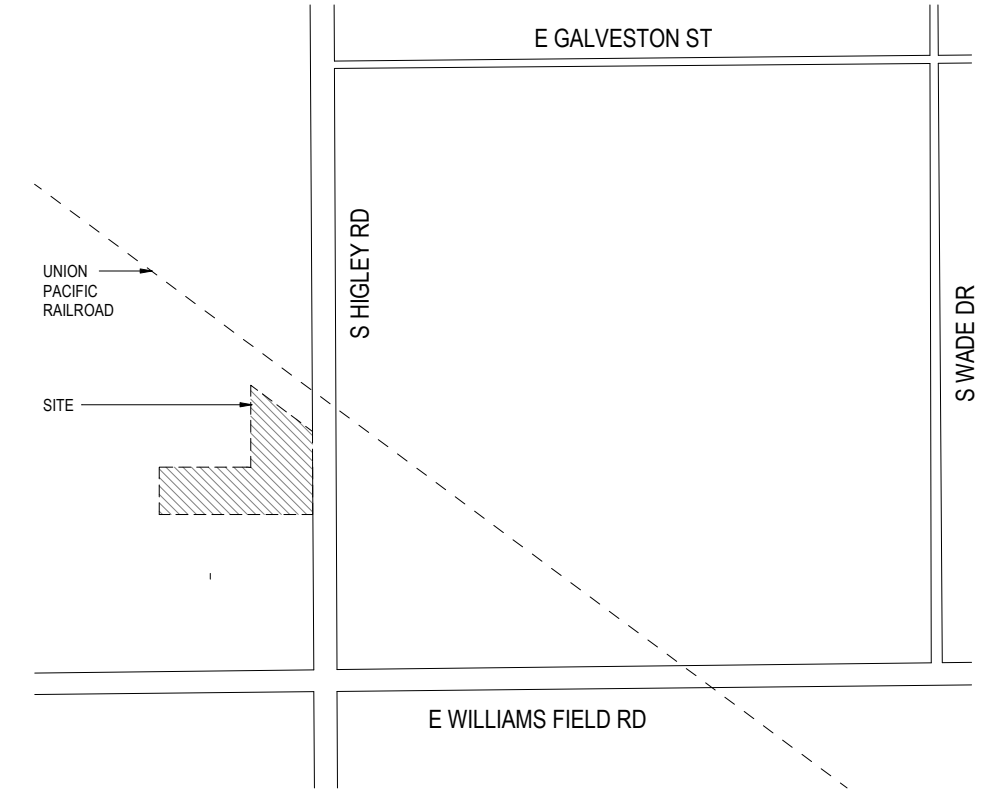 E GALVESTON ST
S HIGLEY RD
UNION
PACIFIC
RAILROAD
S WADE DR
SITE
E WILLIAMS FIELD RD